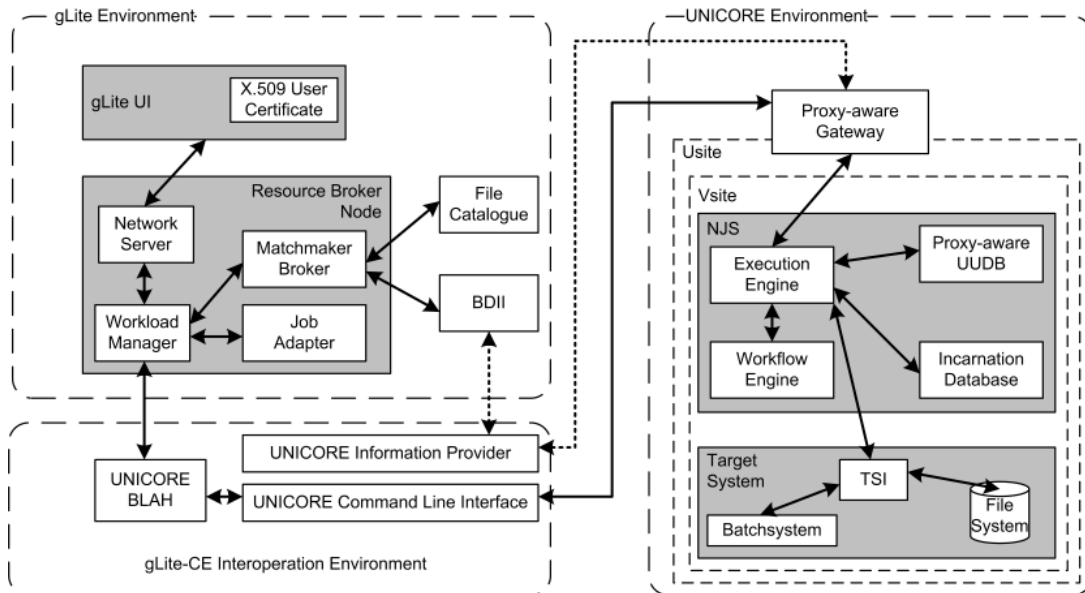 gLite Environment
UNICORE Environment
gLite UI
X.509 User
Certificate
Proxy-aware
Gateway
Usite
Vsite
Resource Broker
Node
File
Catalogue
Network
Server
Matchmaker
Broker
NJS
Execution
Engine
Proxy-aware
UUDB
BDII
Workload
Manager
Job
Adapter
Workflow
Engine
Incarnation
Database
UNICORE Information Provider
UNICORE
BLAH
UNICORE Command Line Interface
Target
System
TSI
Batchsystem
File
System
gLite-CE Interoperation Environment